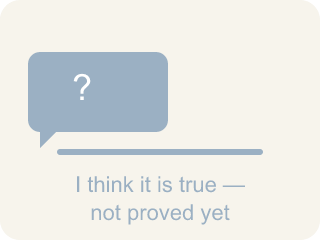 ?
I think it is true —
not proved yet